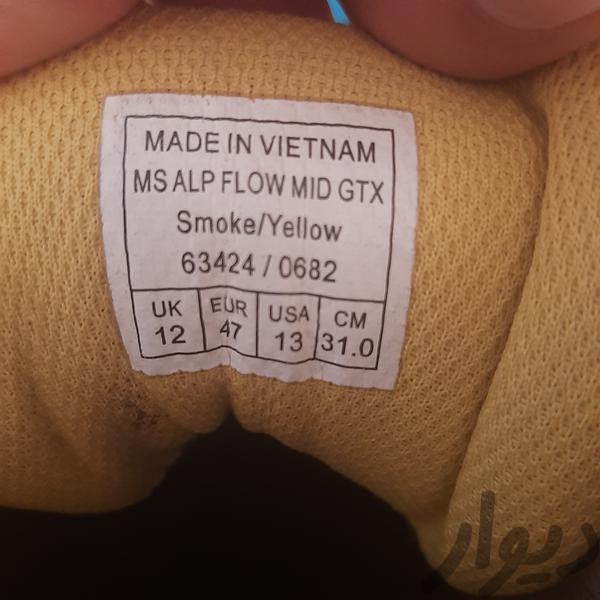 MADE IN VIETNAM
MS ALP FLOW MID GTX
Smoke/Yellow
63424 / 0682
UK EUR USA CM
12 47 13 31.0
دیوار